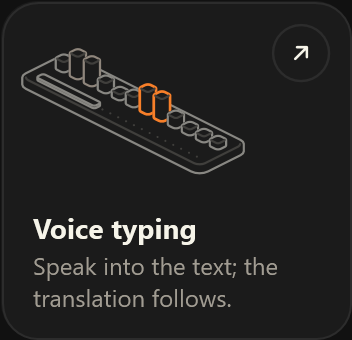 Voice typing
Speak into the text; the
translation follows.